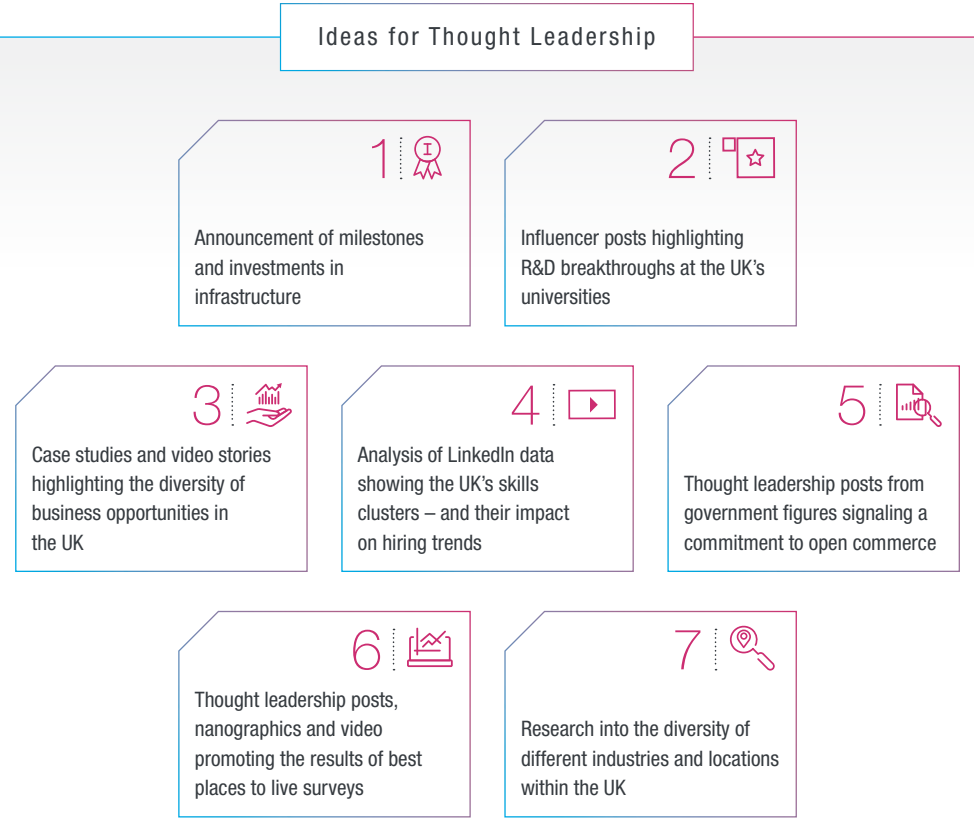 Ideas for Thought Leadership
1
Announcement of milestones
and investments in
infrastructure
2
Influencer posts highlighting
R&D breakthroughs at the UK’s
universities
3
Case studies and video stories
highlighting the diversity of
business opportunities in
the UK
4
Analysis of LinkedIn data
showing the UK’s skills
clusters – and their impact
on hiring trends
5
Thought leadership posts from
government figures signaling a
commitment to open commerce
6
Thought leadership posts,
nanographics and video
promoting the results of best
places to live surveys
7
Research into the diversity of
different industries and locations
within the UK